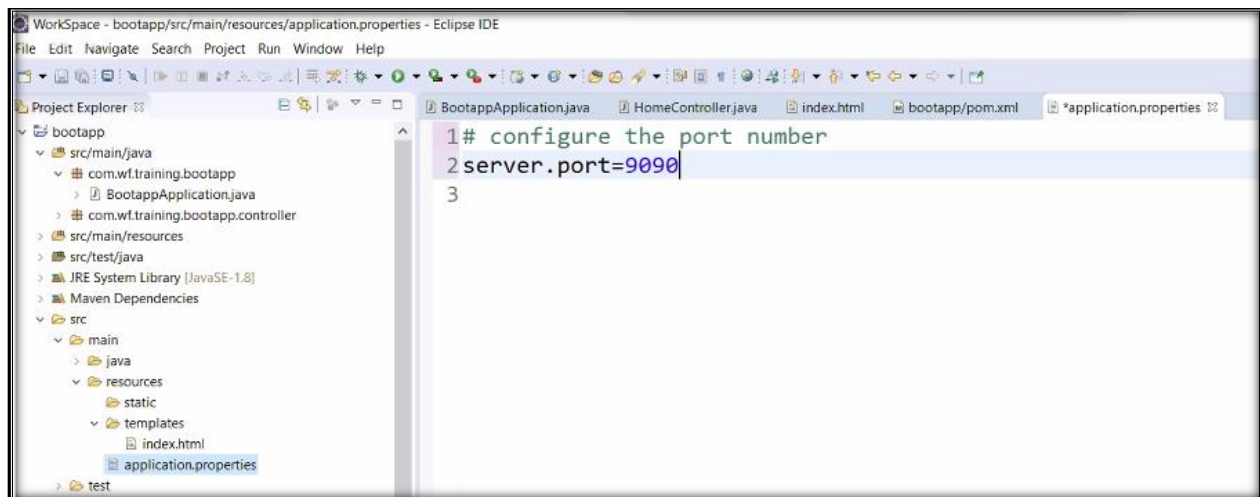 WorkSpace - bootapp/src/main/resources/application.properties - Eclipse IDE
File Edit Navigate Search Project Run Window Help
Project Explorer
BootappApplication.java HomeController.java index.html bootapp/pom.xml *application.properties
bootapp
src/main/java
com.wf.training.bootapp
BootappApplication.java
com.wf.training.bootapp.controller
src/main/resources
src/test/java
JRE System Library [JavaSE-1.8]
Maven Dependencies
src
main
java
resources
static
templates
index.html
application.properties
test
1 # configure the port number
2 server.port=9090
3